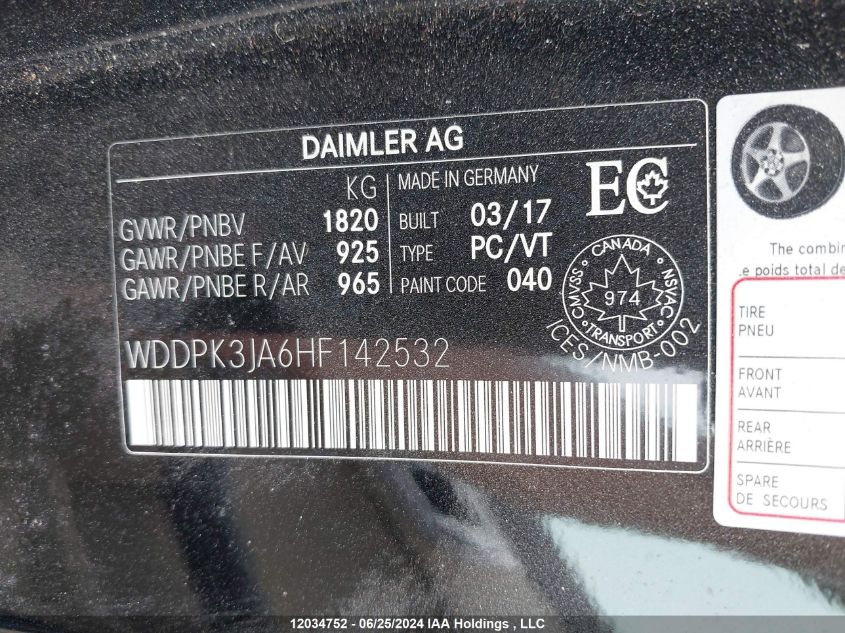 DAIMLER AG
KG
GVWR/PNBV 1820
GAWR/PNBE F/AV 925
GAWR/PNBE R/AR 965
MADE IN GERMANY
BUILT 03/17
TYPE PC/VT
PAINT CODE 040
EC
CANADA
CMVSS 974 NSVAC
TRANSPORT
ICES/NMB-002
WDDPK3JA6HF142532
The combin
.e poids total de
TIRE
PNEU
FRONT
AVANT
REAR
ARRIÈRE
SPARE
DE SECOURS
12034752 - 06/25/2024 IAA Holdings , LLC